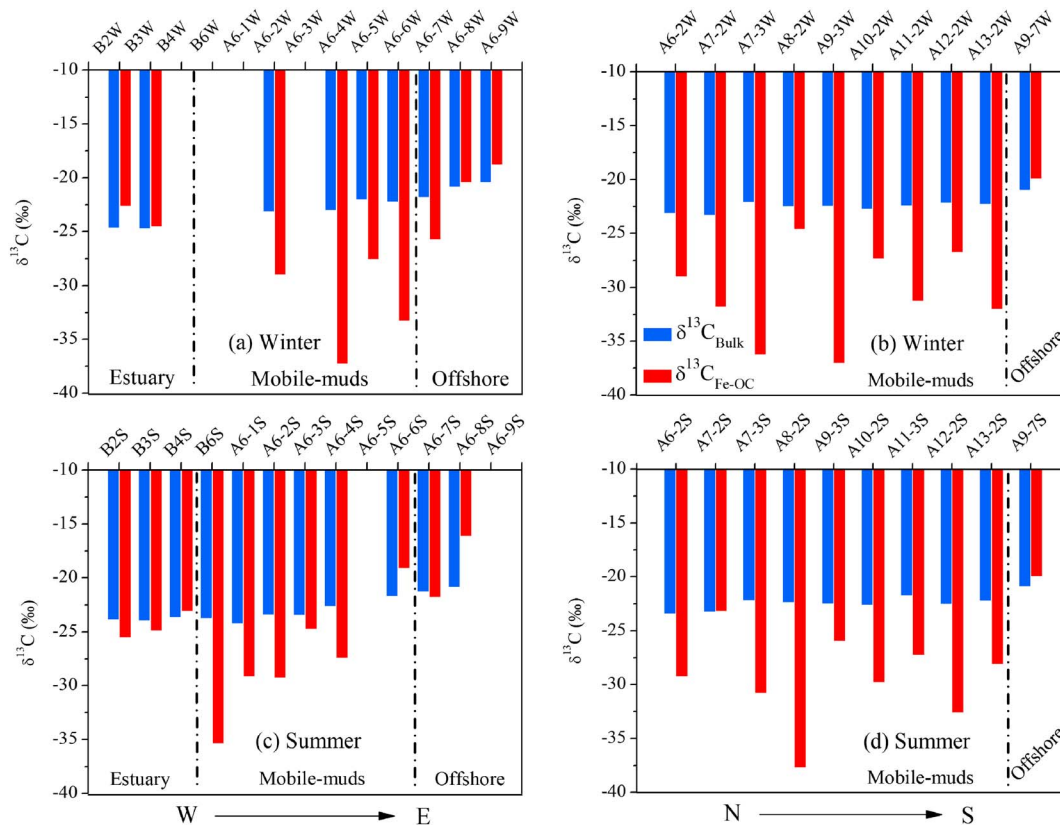 B2W B3W B4W B6W A6-1W A6-2W A6-3W A6-4W A6-5W A6-6W A6-7W A6-8W A6-9W
-10
-15
-20
-25
-30
-35
-40
δ¹³C (‰)
(a) Winter
Estuary Mobile-muds Offshore
A6-2W A7-2W A7-3W A8-2W A9-3W A10-2W A11-2W A12-2W A13-2W A9-7W
-10
-15
-20
-25
-30
-35
-40
δ¹³C (‰)
δ¹³C Bulk
δ¹³C Fe-OC
(b) Winter
Mobile-muds Offshore
B2S B3S B4S B6S A6-1S A6-2S A6-3S A6-4S A6-5S A6-6S A6-7S A6-8S A6-9S
-10
-15
-20
-25
-30
-35
-40
δ¹³C (‰)
(c) Summer
Estuary Mobile-muds Offshore
W E
A6-2S A7-2S A7-3S A8-2S A9-3S A10-2S A11-3S A12-2S A13-2S A9-7S
-10
-15
-20
-25
-30
-35
-40
δ¹³C (‰)
(d) Summer
Mobile-muds Offshore
N S